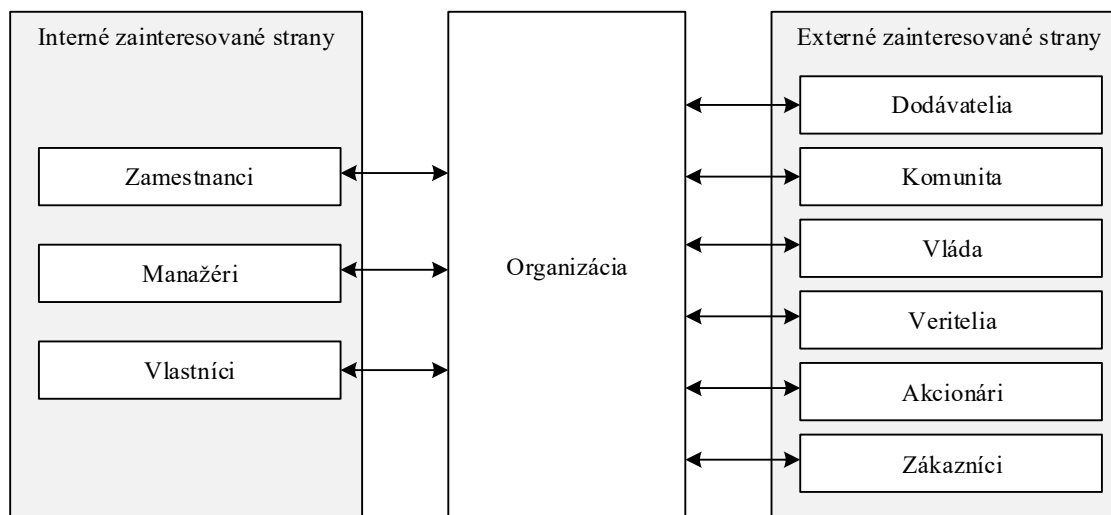 Interné zainteresované strany
Zamestnanci
Manažéri
Vlastníci
Organizácia
Externé zainteresované strany
Dodávatelia
Komunita
Vláda
Veritelia
Akcionári
Zákazníci